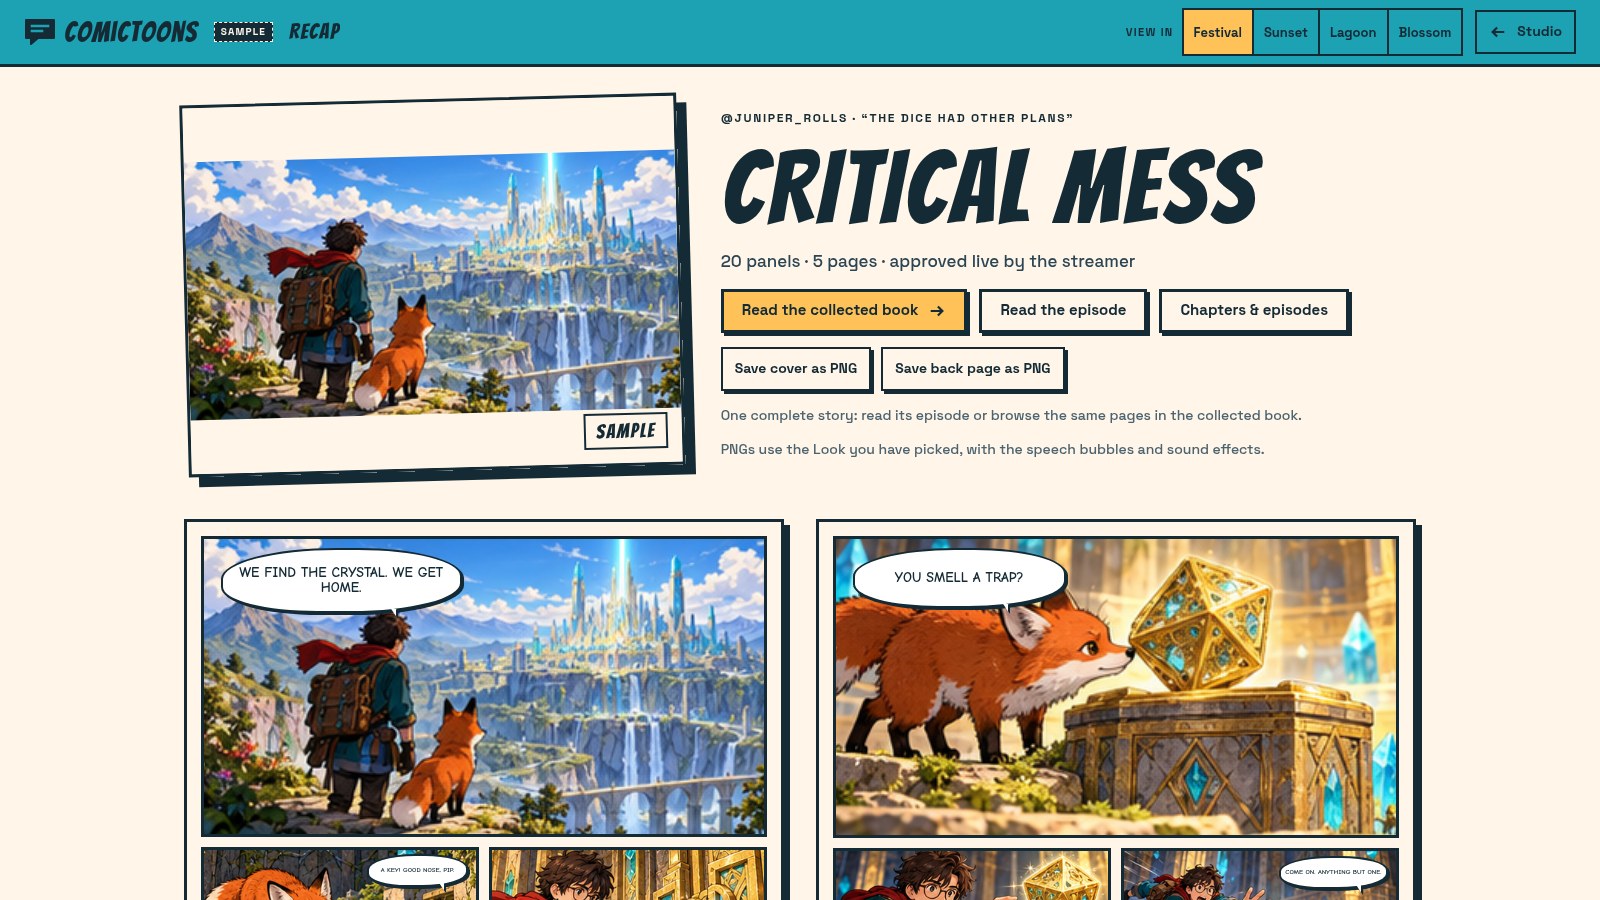 COMICTOONS
SAMPLE
RECAP
VIEW IN
Festival
Sunset
Lagoon
Blossom
← Studio
@JUNIPER_ROLLS · “THE DICE HAD OTHER PLANS”
CRITICAL MESS
20 panels · 5 pages · approved live by the streamer
Read the collected book →
Read the episode
Chapters & episodes
Save cover as PNG
Save back page as PNG
One complete story: read its episode or browse the same pages in the collected book.
PNGs use the Look you have picked, with the speech bubbles and sound effects.
SAMPLE
WE FIND THE CRYSTAL. WE GET
HOME.
YOU SMELL A TRAP?
A KEY! GOOD NOSE, PIP.
COME ON. ANYTHING BUT ONE.